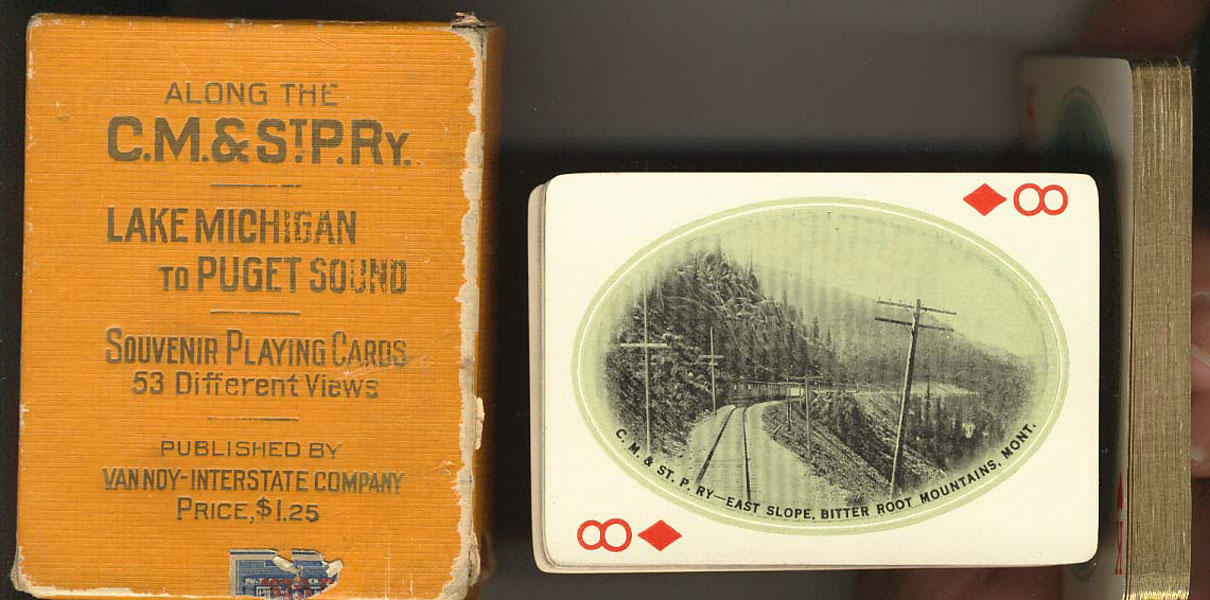 ALONG THE
C.M. & ST. P. RY.
LAKE MICHIGAN
TO PUGET SOUND
SOUVENIR PLAYING CARDS
53 Different Views
PUBLISHED BY
VAN NOY-INTERSTATE COMPANY
PRICE, $1.25
8
C. M. & ST. P. RY—EAST SLOPE, BITTER ROOT MOUNTAINS, MONT.
8